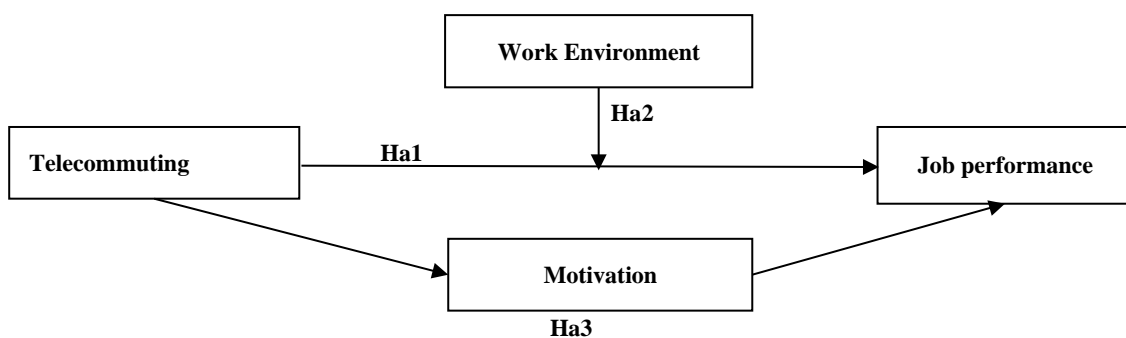 Work Environment
Ha2
Ha1
Telecommuting
Job performance
Motivation
Ha3